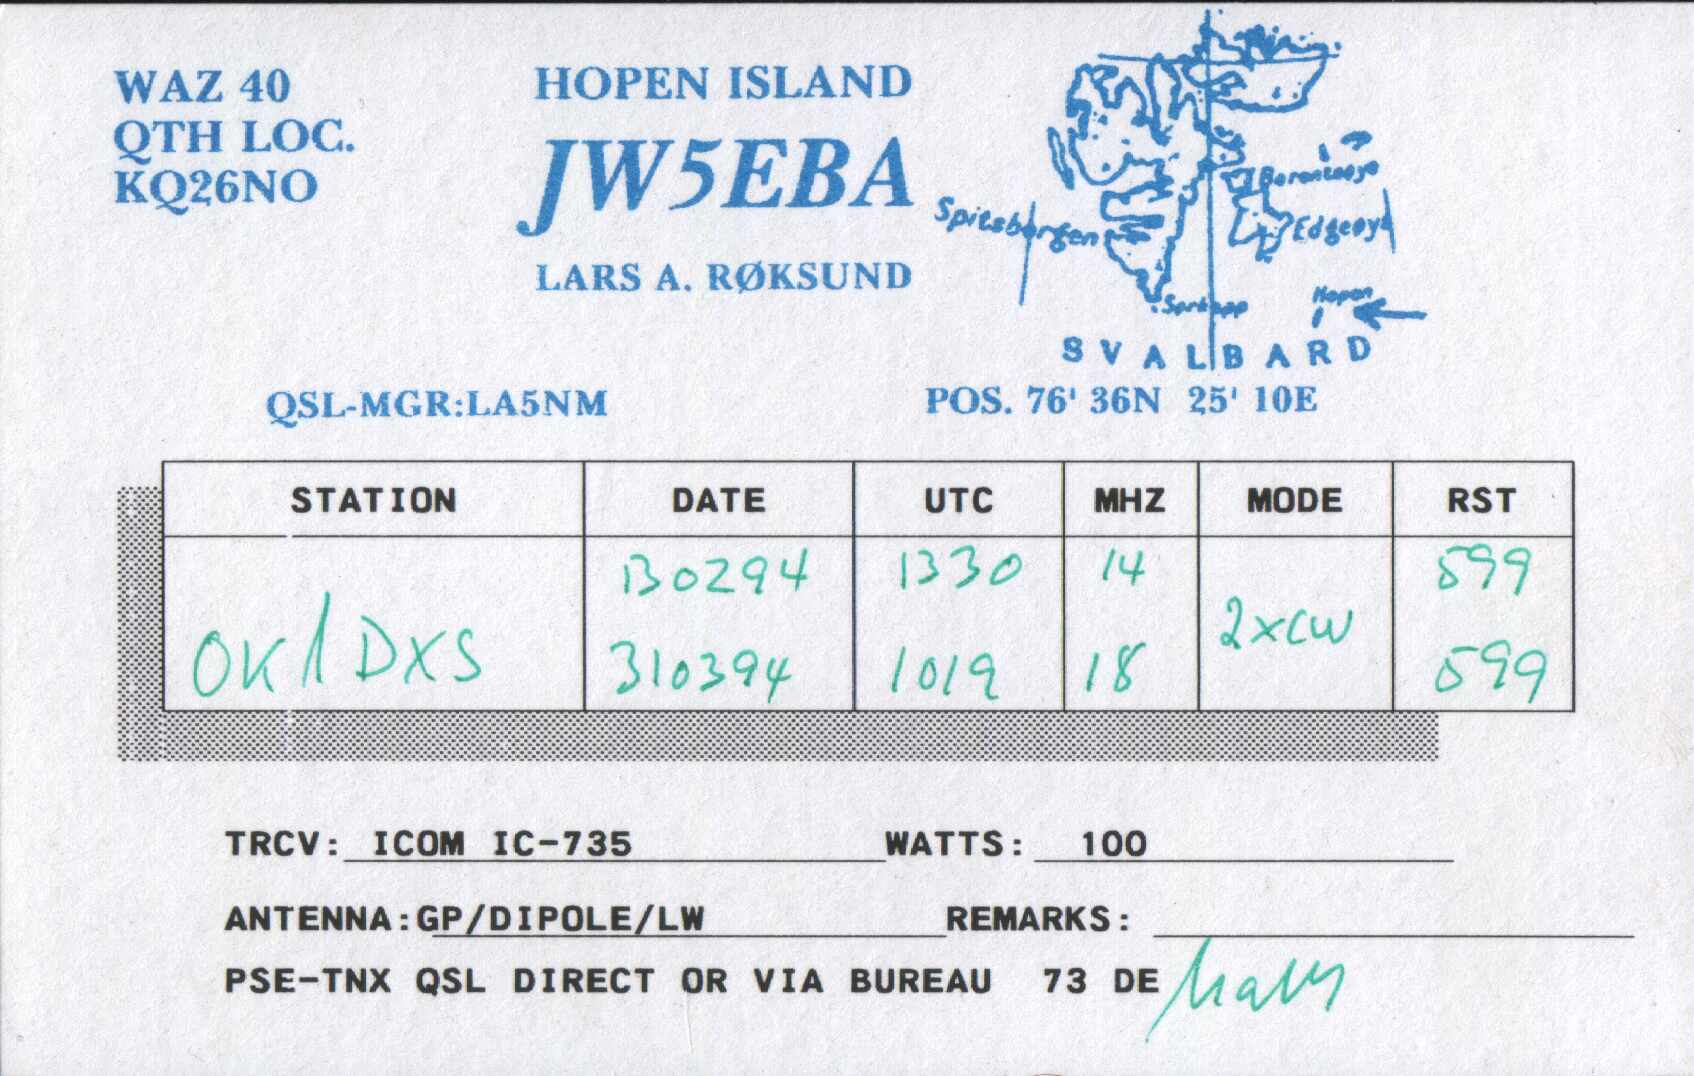 WAZ 40
QTH LOC.
KQ26NO
HOPEN ISLAND
JW5EBA
LARS A. RØKSUND
Barentsøya
Spitsbergen
Edgeøya
Sørkapp
Hopen
SVALBARD
QSL-MGR:LA5NM
POS. 76' 36N 25' 10E
STATION DATE UTC MHZ MODE RST
130294 1330 14 599
OK1DXS 2xCW
310394 1019 18 599
TRCV: ICOM IC-735 WATTS: 100
ANTENNA:GP/DIPOLE/LW REMARKS:
PSE-TNX QSL DIRECT OR VIA BUREAU 73 DE